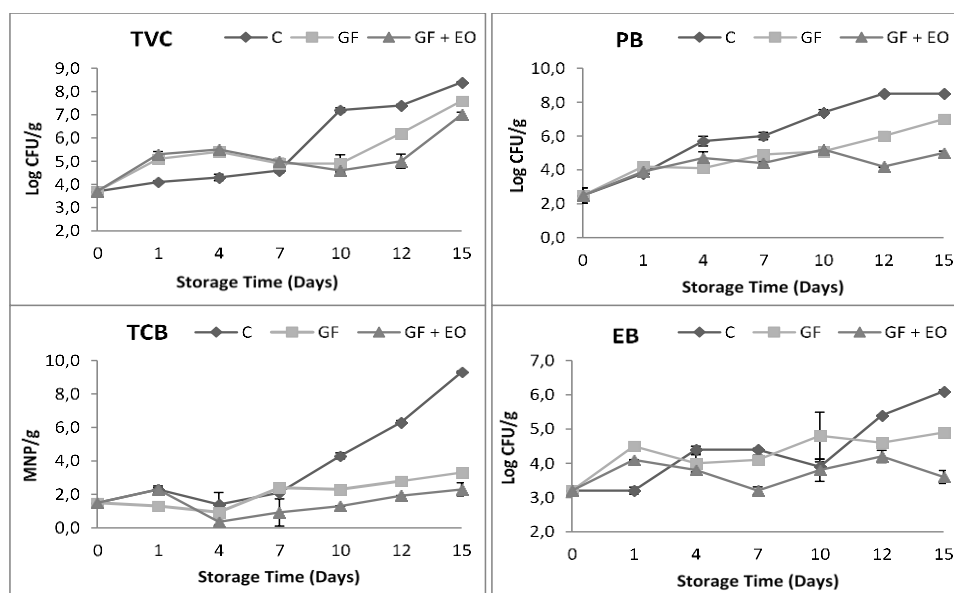 TVC
C GF GF + EO
9,0
8,0
7,0
6,0
5,0
4,0
3,0
2,0
Log CFU/g
0 1 4 7 10 12 15
Storage Time (Days)
PB
C GF GF + EO
10,0
8,0
6,0
4,0
2,0
0,0
Log CFU/g
0 1 4 7 10 12 15
Storage Time (Days)
TCB
C GF GF + EO
10,0
8,0
6,0
4,0
2,0
0,0
MNP/g
0 1 4 7 10 12 15
Storage Time (Days)
EB
C GF GF + EO
7,0
6,0
5,0
4,0
3,0
2,0
Log CFU/g
0 1 4 7 10 12 15
Storage Time (Days)